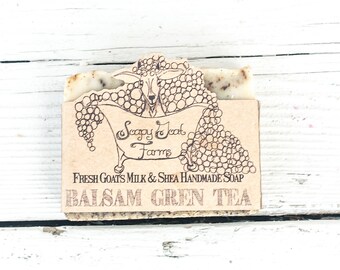 Soapy Goat
Farms
FRESH GOATS MILK & SHEA HANDMADE SOAP
BALSAM GREN TEA